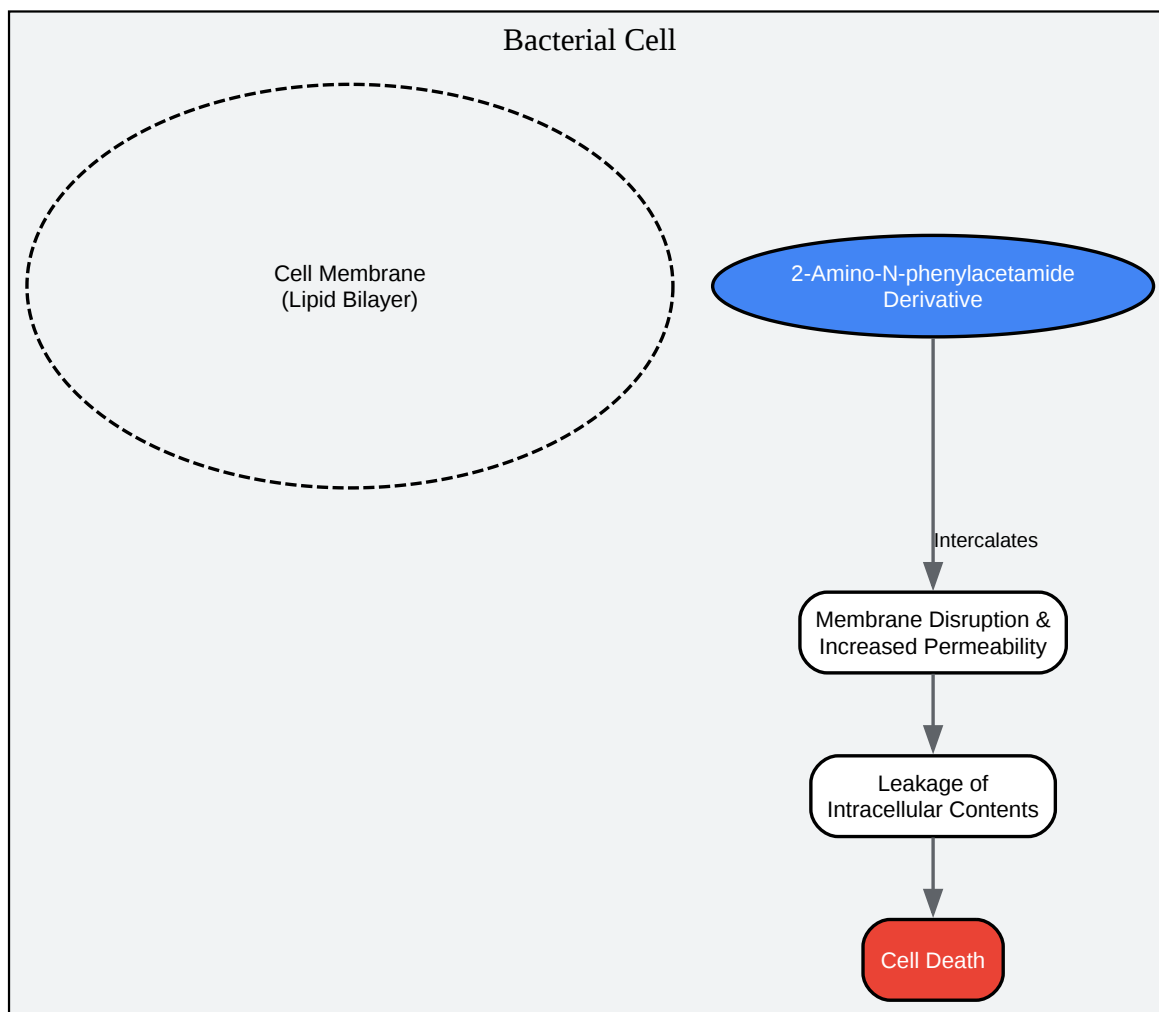 Bacterial Cell
Cell Membrane
(Lipid Bilayer)
2-Amino-N-phenylacetamide
Derivative
Intercalates
Membrane Disruption &
Increased Permeability
Leakage of
Intracellular Contents
Cell Death